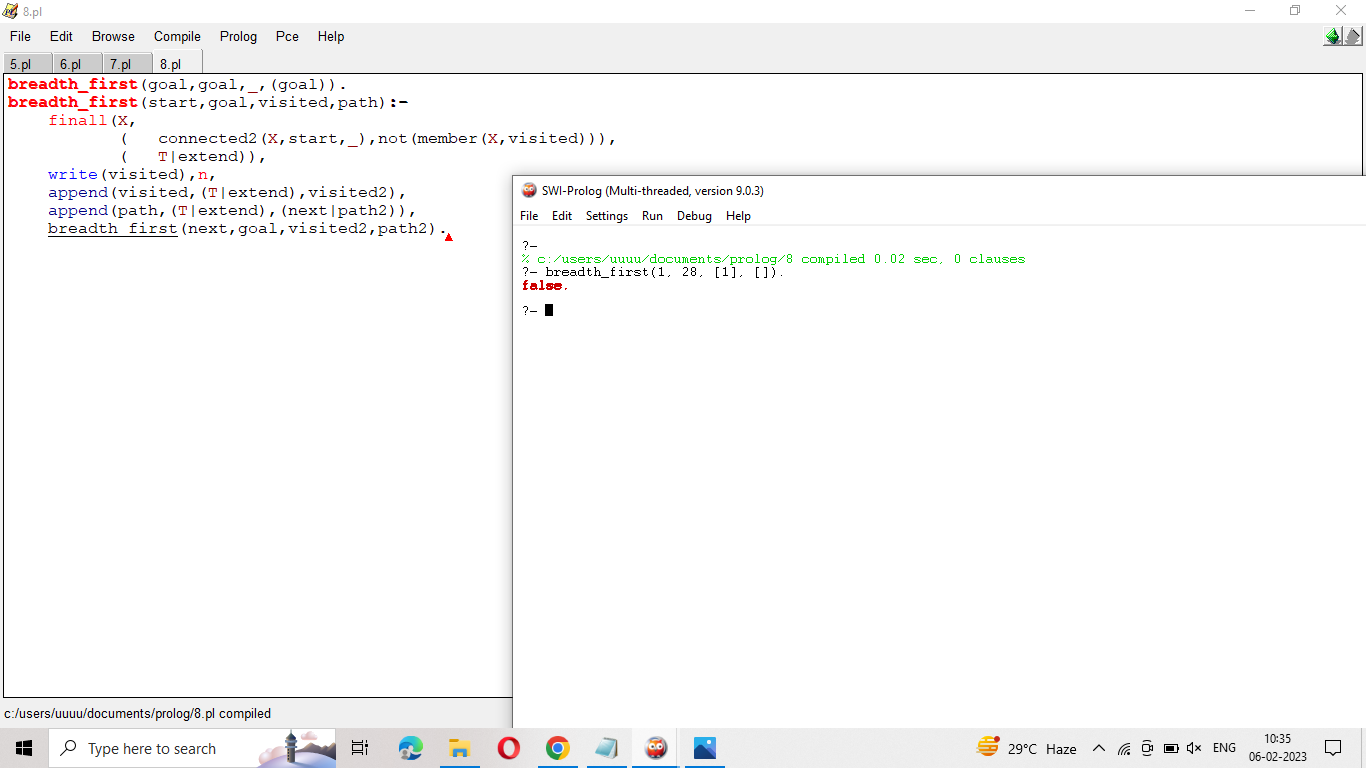 8.pl
File Edit Browse Compile Prolog Pce Help
5.pl 6.pl 7.pl 8.pl
breadth_first(goal,goal,_,(goal)).
breadth_first(start,goal,visited,path):-
finall(X,
( connected2(X,start,_),not(member(X,visited))),
( T|extend)),
write(visited),n,
append(visited,(T|extend),visited2),
append(path,(T|extend),(next|path2)),
breadth_first(next,goal,visited2,path2).
SWI-Prolog (Multi-threaded, version 9.0.3)
File Edit Settings Run Debug Help
?-
% c:/users/uuuu/documents/prolog/8 compiled 0.02 sec, 0 clauses
?- breadth_first(1, 28, [1], []).
false.
?-
c:/users/uuuu/documents/prolog/8.pl compiled
Type here to search
29°C Haze
ENG
10:35
06-02-2023